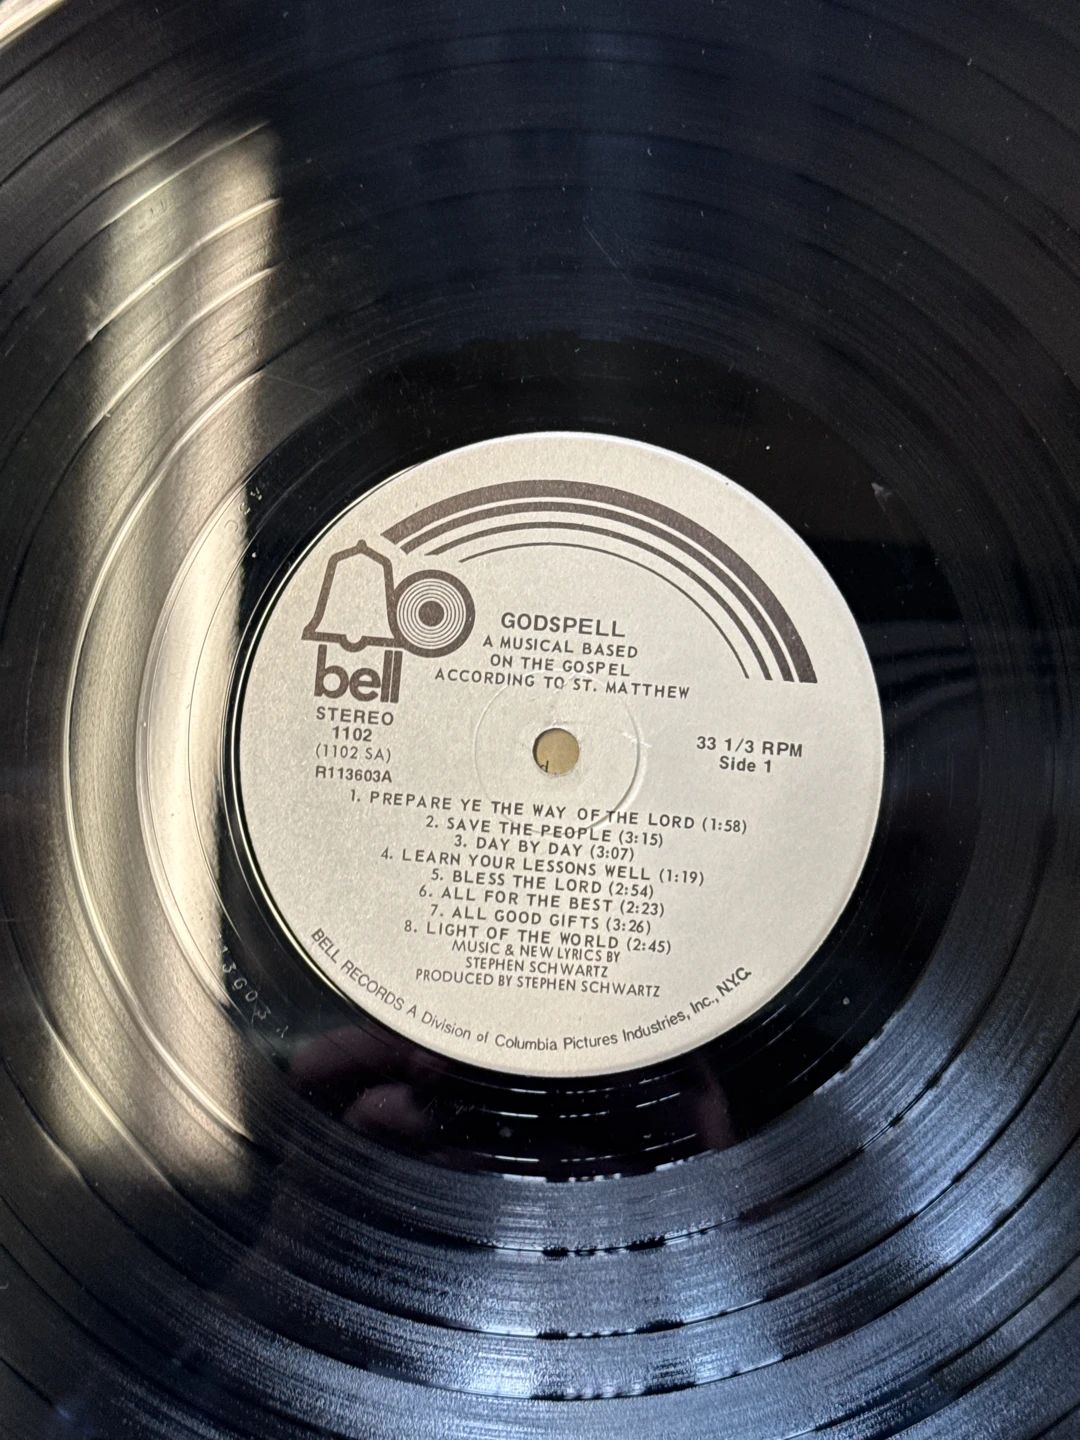 bell
GODSPELL
A MUSICAL BASED
ON THE GOSPEL
ACCORDING TO ST. MATTHEW
STEREO
1102
(1102 SA)
R113603A
33 1/3 RPM
Side 1
1. PREPARE YE THE WAY OF THE LORD (1:58)
2. SAVE THE PEOPLE (3:15)
3. DAY BY DAY (3:07)
4. LEARN YOUR LESSONS WELL (1:19)
5. BLESS THE LORD (2:54)
6. ALL FOR THE BEST (2:23)
7. ALL GOOD GIFTS (3:26)
8. LIGHT OF THE WORLD (2:45)
MUSIC & NEW LYRICS BY
STEPHEN SCHWARTZ
PRODUCED BY STEPHEN SCHWARTZ
BELL RECORDS A Division of Columbia Pictures Industries, Inc., N.Y.C.